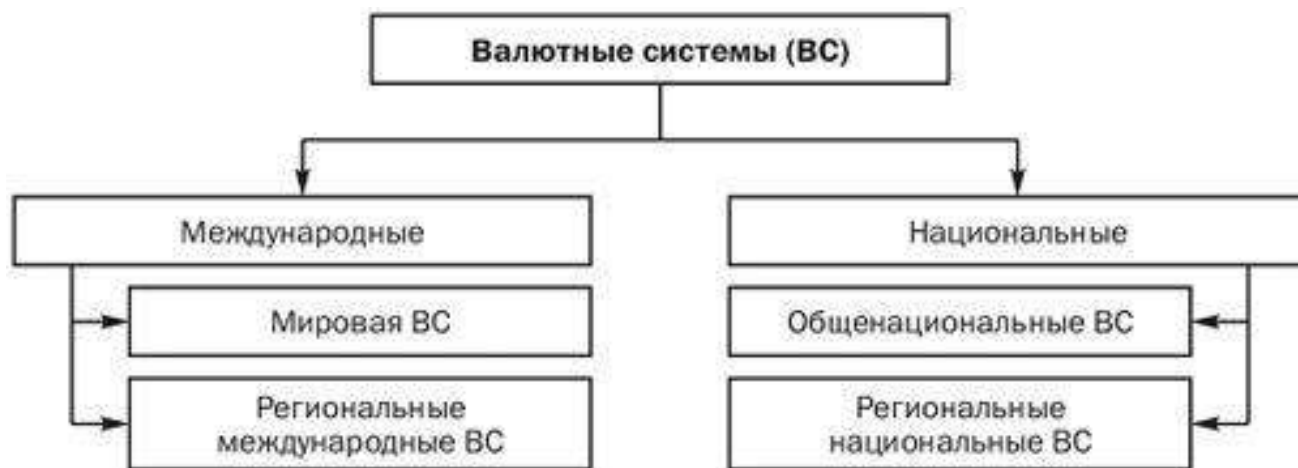 Валютные системы (ВС)
Международные
Национальные
Мировая ВС
Общенациональные ВС
Региональные
международные ВС
Региональные
национальные ВС